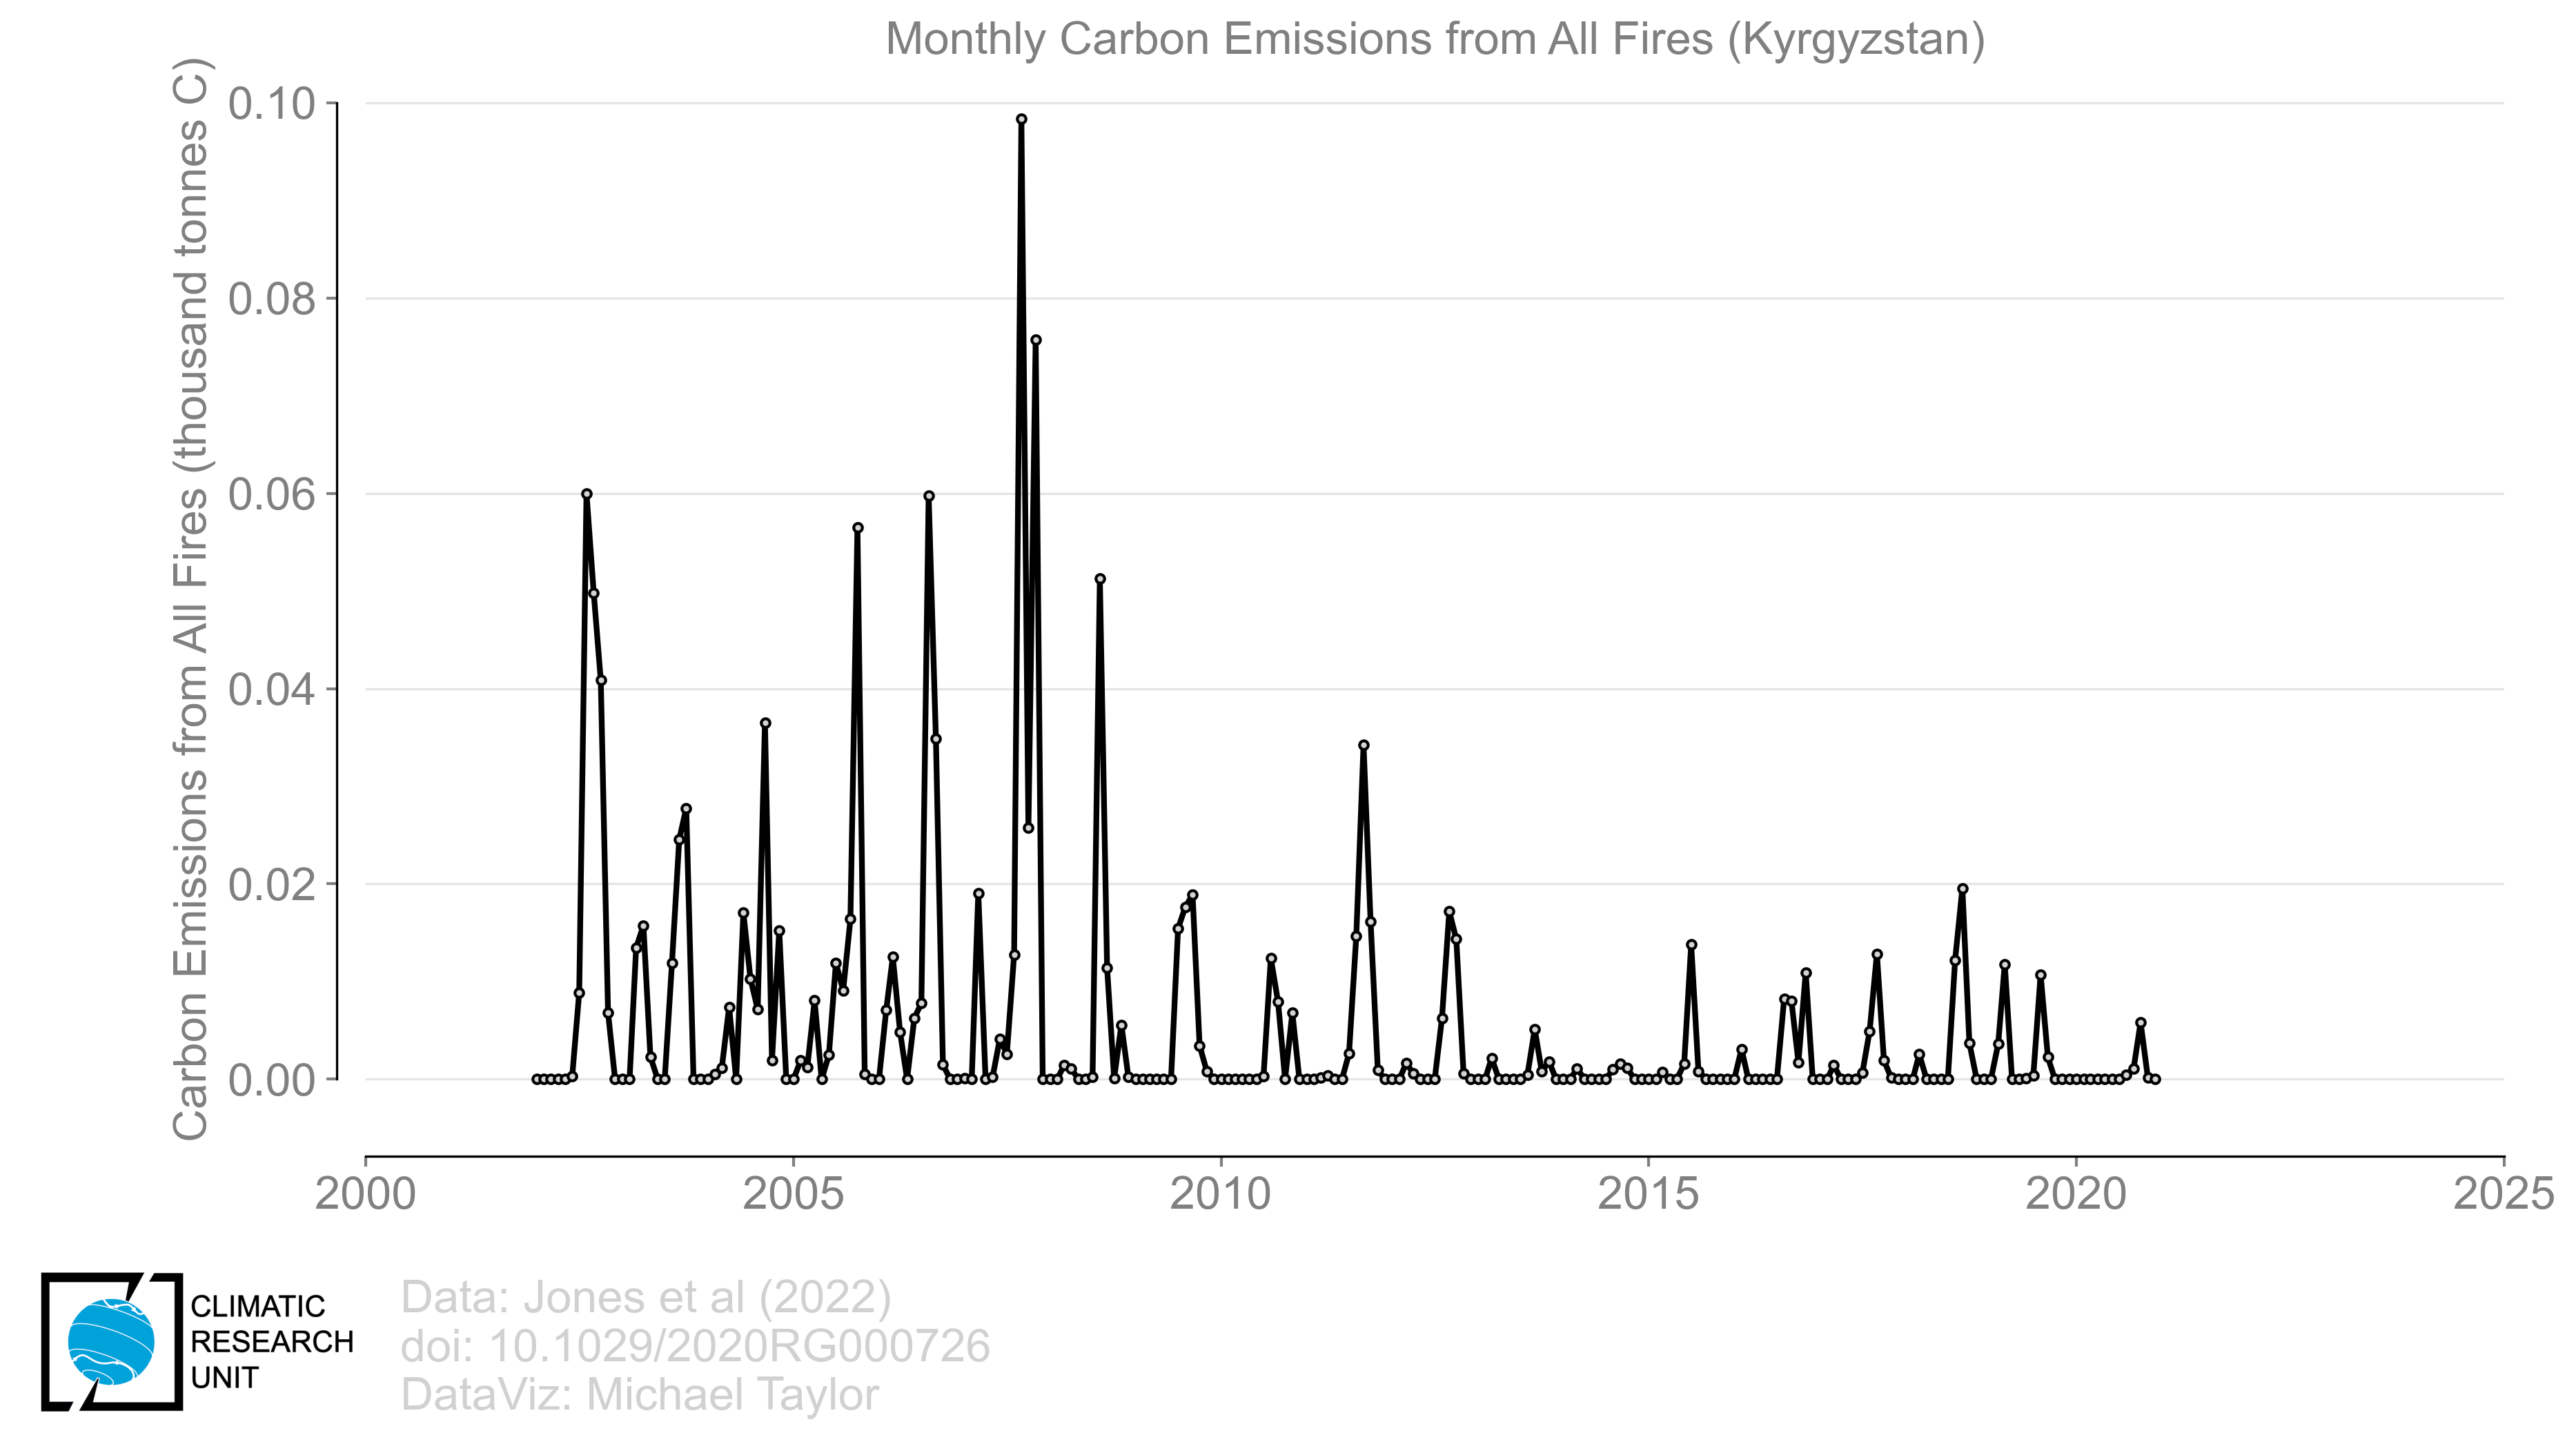 Monthly Carbon Emissions from All Fires (Kyrgyzstan)
Carbon Emissions from All Fires (thousand tonnes C)
0.10
0.08
0.06
0.04
0.02
0.00
2000 2005 2010 2015 2020 2025
CLIMATIC
RESEARCH
UNIT
Data: Jones et al (2022)
doi: 10.1029/2020RG000726
DataViz: Michael Taylor